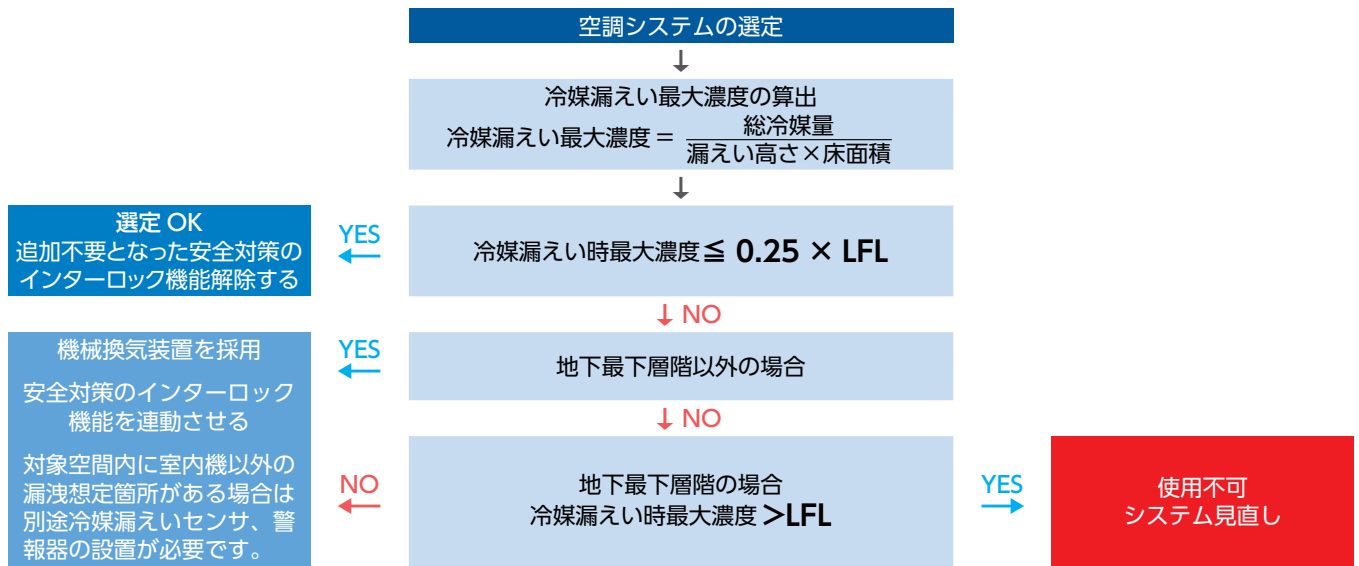 空調システムの選定
↓
冷媒漏えい最大濃度の算出
冷媒漏えい最大濃度＝ 総冷媒量
漏えい高さ×床面積
↓
選定 OK
追加不要となった安全対策の
インターロック機能解除する
YES
←
冷媒漏えい時最大濃度≦ 0.25 × LFL
↓ NO
機械換気装置を採用
安全対策のインターロック
機能を連動させる
対象空間内に室内機以外の
漏洩想定箇所がある場合は
別途冷媒漏えいセンサ、警
報器の設置が必要です。
YES
←
地下最下層階以外の場合
↓ NO
NO
←
地下最下層階の場合
冷媒漏えい時最大濃度 >LFL
YES
→
使用不可
システム見直し